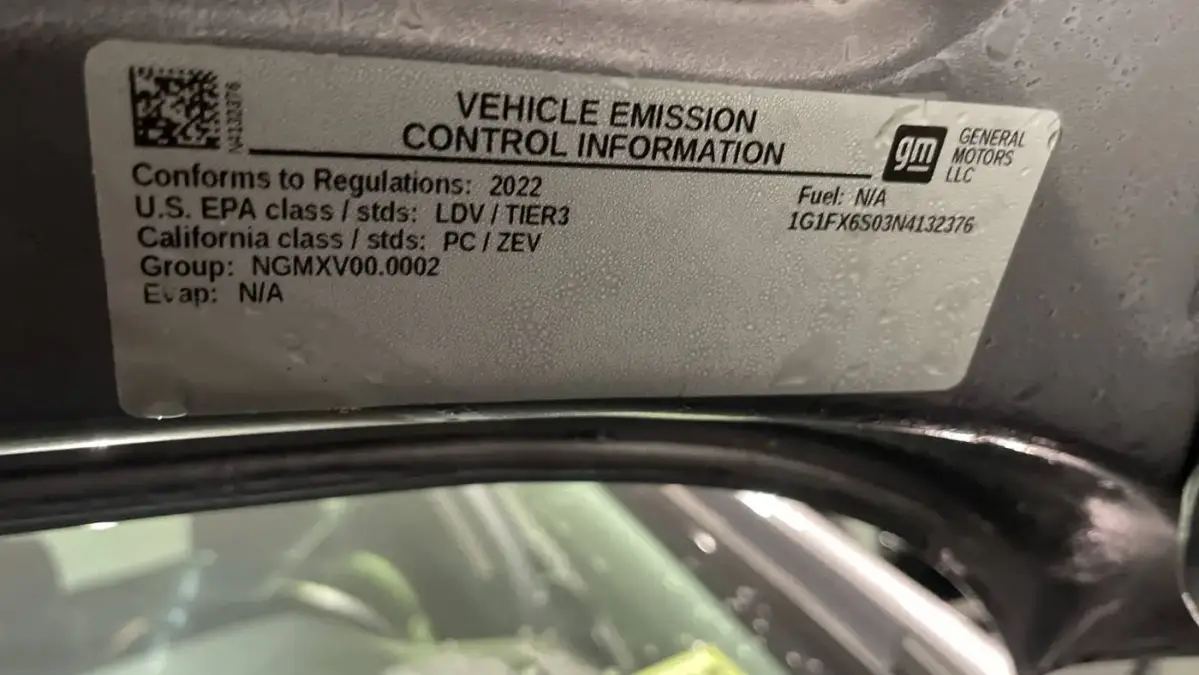 VEHICLE EMISSION
CONTROL INFORMATION
gm GENERAL
MOTORS
LLC
Conforms to Regulations: 2022
U.S. EPA class / stds: LDV / TIER3
California class / stds: PC / ZEV
Group: NGMXV00.0002
Evap: N/A
Fuel: N/A
1G1FX6S03N4132376
N4132376